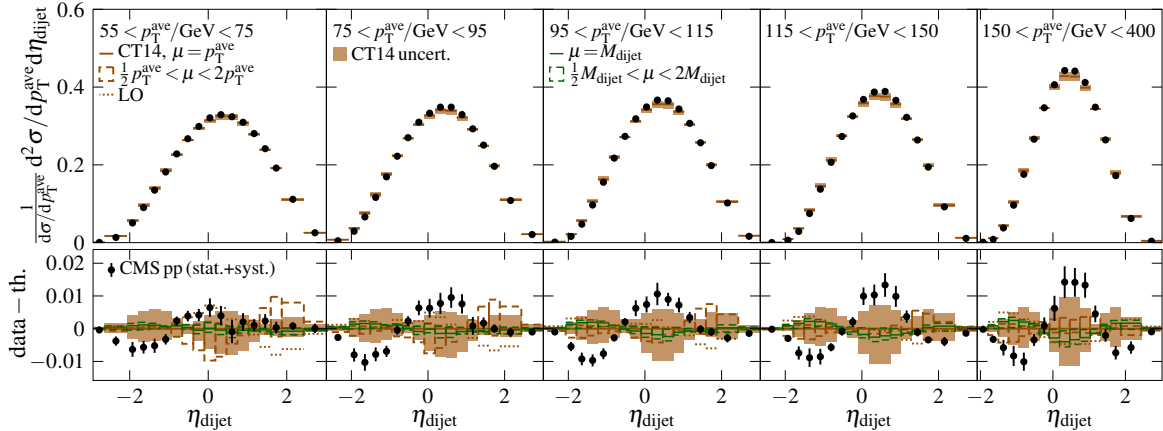 55 < p_T^ave/GeV < 75
CT14, μ = p_T^ave
1/2 p_T^ave < μ < 2p_T^ave
LO
75 < p_T^ave/GeV < 95
CT14 uncert.
95 < p_T^ave/GeV < 115
μ = M_dijet
1/2 M_dijet < μ < 2M_dijet
115 < p_T^ave/GeV < 150
150 < p_T^ave/GeV < 400
1/(dσ/dp_T^ave) d²σ/dp_T^ave dη_dijet
0.6
0.4
0.2
0
CMS pp (stat.+syst.)
data − th.
0.02
0.01
0
−0.01
−2 0 2 −2 0 2 −2 0 2 −2 0 2 −2 0 2
η_dijet η_dijet η_dijet η_dijet η_dijet